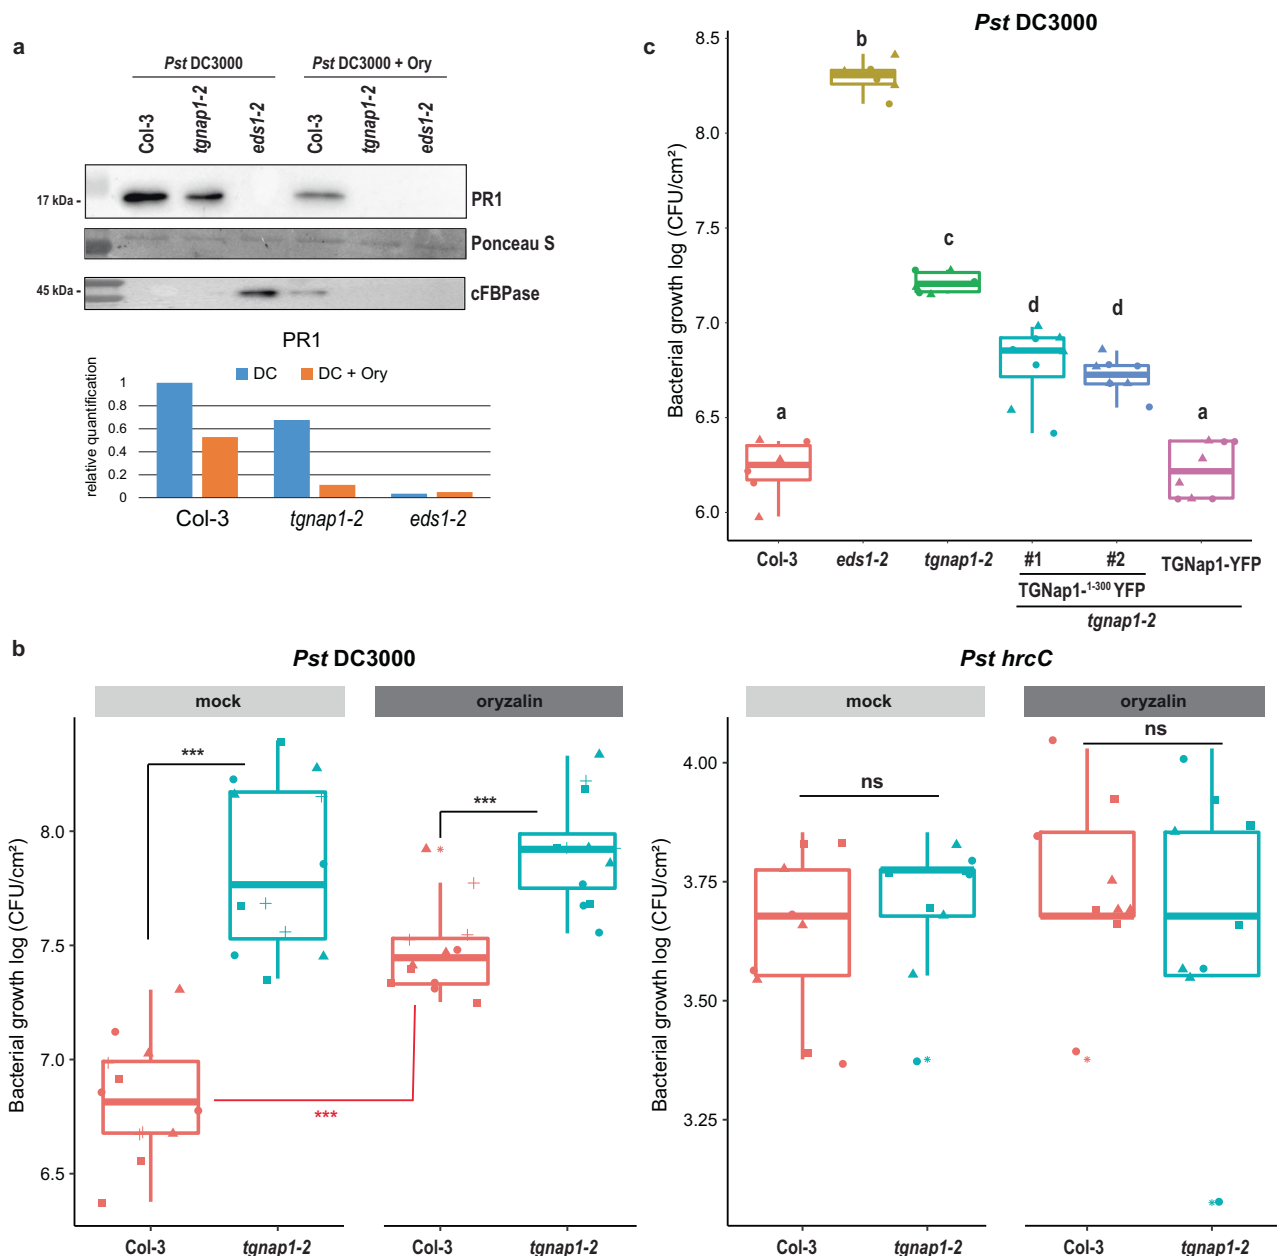 a
Pst DC3000
Pst DC3000 + Ory
Col-3
tgnap1-2
eds1-2
Col-3
tgnap1-2
eds1-2
17 kDa -
PR1
Ponceau S
45 kDa -
cFBPase
PR1
DC
DC + Ory
relative quantification
1
0.8
0.6
0.4
0.2
0
Col-3
tgnap1-2
eds1-2
c
Pst DC3000
Bacterial growth log (CFU/cm²)
8.5
8.0
7.5
7.0
6.5
6.0
a
b
c
d
d
a
Col-3
eds1-2
tgnap1-2
#1
#2
TGNap1-YFP
TGNap1-¹⁻³⁰⁰ YFP
tgnap1-2
b
Pst DC3000
mock
oryzalin
Bacterial growth log (CFU/cm²)
8.0
7.5
7.0
6.5
***
***
***
Col-3
tgnap1-2
Col-3
tgnap1-2
Pst hrcC
mock
oryzalin
Bacterial growth log (CFU/cm²)
4.00
3.75
3.50
3.25
ns
ns
Col-3
tgnap1-2
Col-3
tgnap1-2